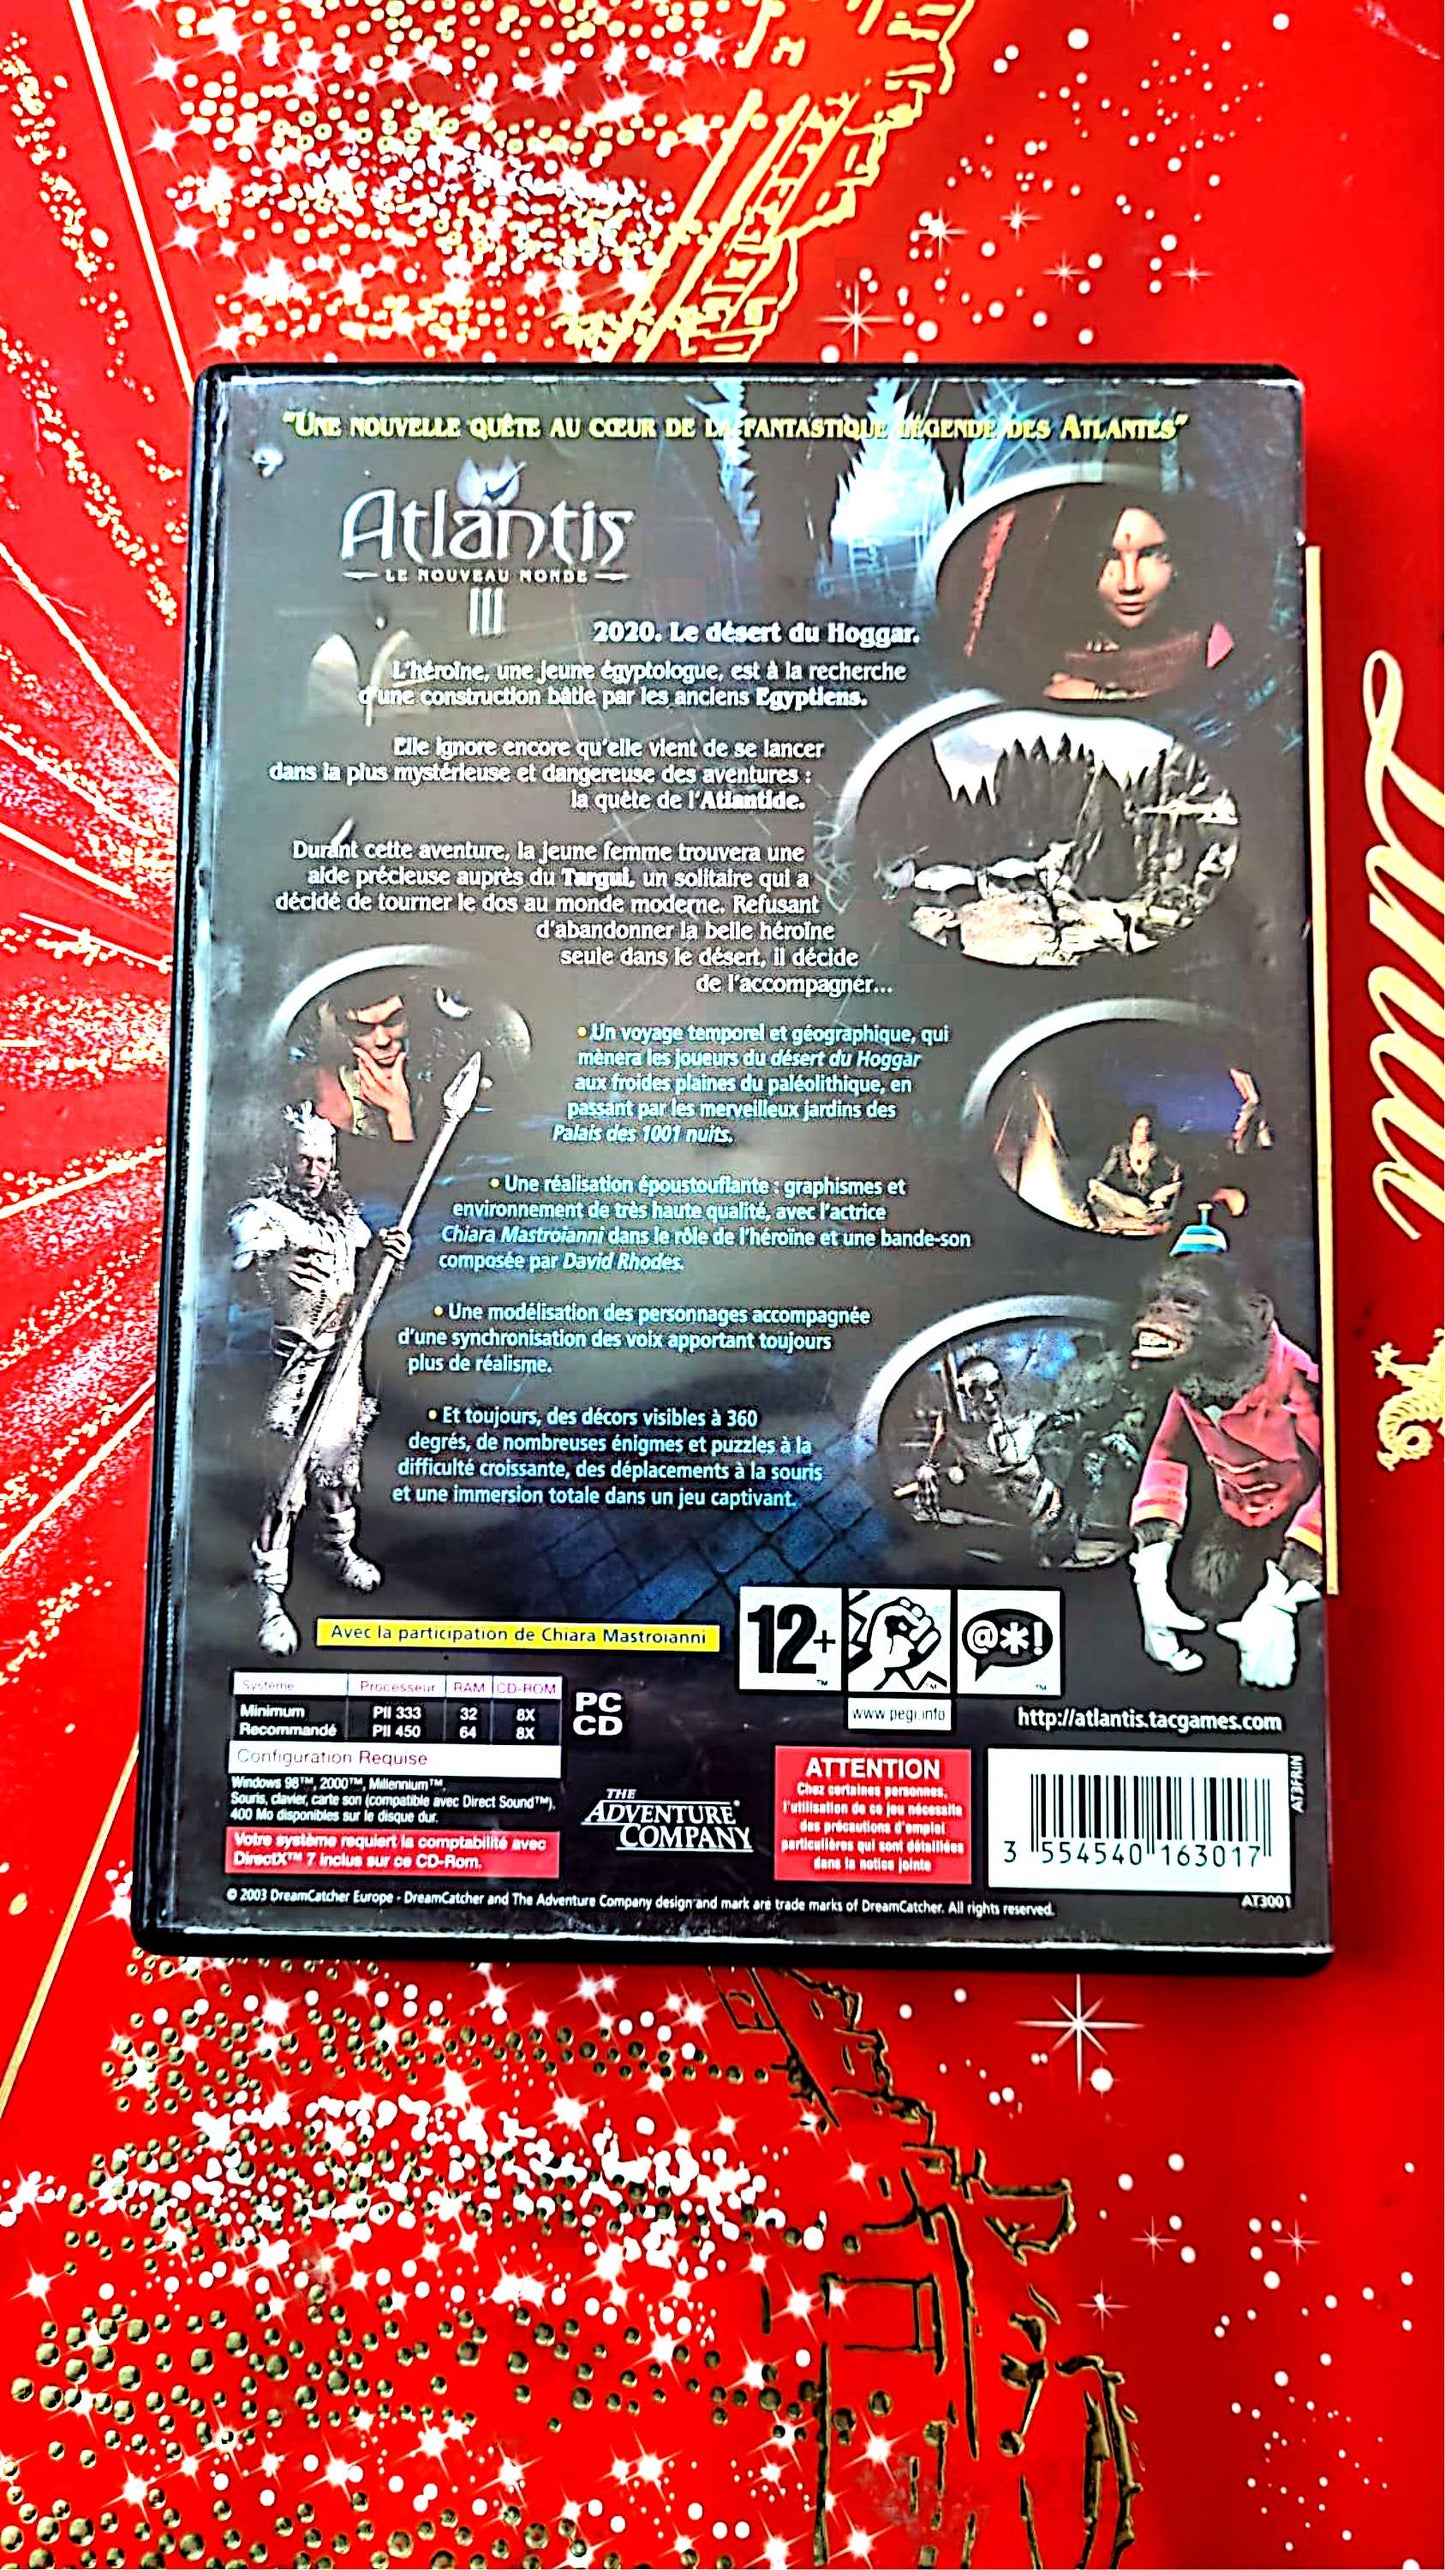 "Une nouvelle quête au cœur de la fantastique légende des Atlantes"
Atlantis
LE NOUVEAU MONDE
III
2020. Le désert du Hoggar.
L'héroïne, une jeune égyptologue, est à la recherche
d'une construction bâtie par les anciens Egyptiens.
Elle ignore encore qu'elle vient de se lancer
dans la plus mystérieuse et dangereuse des aventures :
la quête de l'Atlantide.
Durant cette aventure, la jeune femme trouvera une
aide précieuse auprès du Targui, un solitaire qui a
décidé de tourner le dos au monde moderne. Refusant
d'abandonner la belle héroïne
seule dans le désert, il décide
de l'accompagner...
• Un voyage temporel et géographique, qui
mènera les joueurs du désert du Hoggar
aux froides plaines du paléolithique, en
passant par les merveilleux jardins des
Palais des 1001 nuits.
• Une réalisation époustouflante : graphismes et
environnement de très haute qualité, avec l'actrice
Chiara Mastroianni dans le rôle de l'héroïne et une bande-son
composée par David Rhodes.
• Une modélisation des personnages accompagnée
d'une synchronisation des voix apportant toujours
plus de réalisme.
• Et toujours, des décors visibles à 360
degrés, de nombreuses énigmes et puzzles à la
difficulté croissante, des déplacements à la souris
et une immersion totale dans un jeu captivant.
Avec la participation de Chiara Mastroianni
12+
@*!
www.pegi.info
http://atlantis.tacgames.com
Système Processeur RAM CD-ROM
Minimum PII 333 32 8X
Recommandé PII 450 64 8X
PC
CD
Configuration Requise
Windows 98™, 2000™, Millennium™.
Souris, clavier, carte son (compatible avec Direct Sound™).
400 Mo disponibles sur le disque dur.
Votre système requiert la comptabilité avec
DirectX™ 7 inclus sur ce CD-Rom.
THE
ADVENTURE
COMPANY
ATTENTION
Chez certaines personnes,
l'utilisation de ce jeu nécessite
des précautions d'emploi
particulières qui sont détaillées
dans la notice jointe
AT3FRIN
3 554540 163017
AT3001
© 2003 DreamCatcher Europe - DreamCatcher and The Adventure Company design and mark are trade marks of DreamCatcher. All rights reserved.